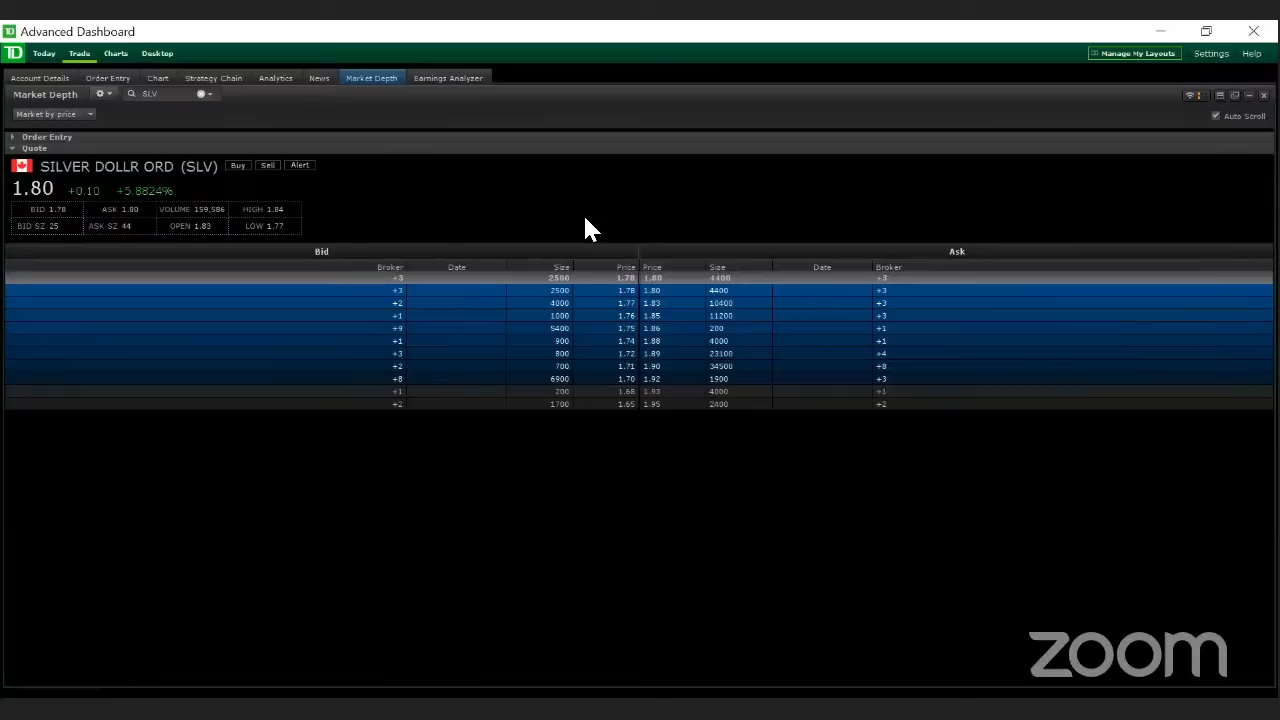 TD Advanced Dashboard
TD Today Trade Charts Desktop Manage My Layouts Settings Help
Account Details Order Entry Chart Strategy Chain Analytics News Market Depth Earnings Analyzer
Market Depth SLV
Market by price Auto Scroll
Order Entry
Quote
SILVER DOLLR ORD (SLV) Buy Sell Alert
1.80 +0.10 +5.8824%
BID 1.78 ASK 1.80 VOLUME 159,586 HIGH 1.84
BID SZ 25 ASK SZ 44 OPEN 1.83 LOW 1.77
Bid Ask
Broker Date Size Price Price Size Date Broker
+3 2500 1.78 1.80 4400 +3
+3 2500 1.78 1.80 4400 +3
+2 4000 1.77 1.83 10400 +3
+1 1000 1.76 1.85 11200 +3
+9 5400 1.75 1.86 200 +1
+1 900 1.74 1.88 4000 +1
+3 800 1.72 1.89 23100 +4
+2 700 1.71 1.90 34500 +8
+8 6900 1.70 1.92 1900 +3
+1 200 1.68 1.93 4000 +1
+2 1700 1.65 1.95 2400 +2
zoom